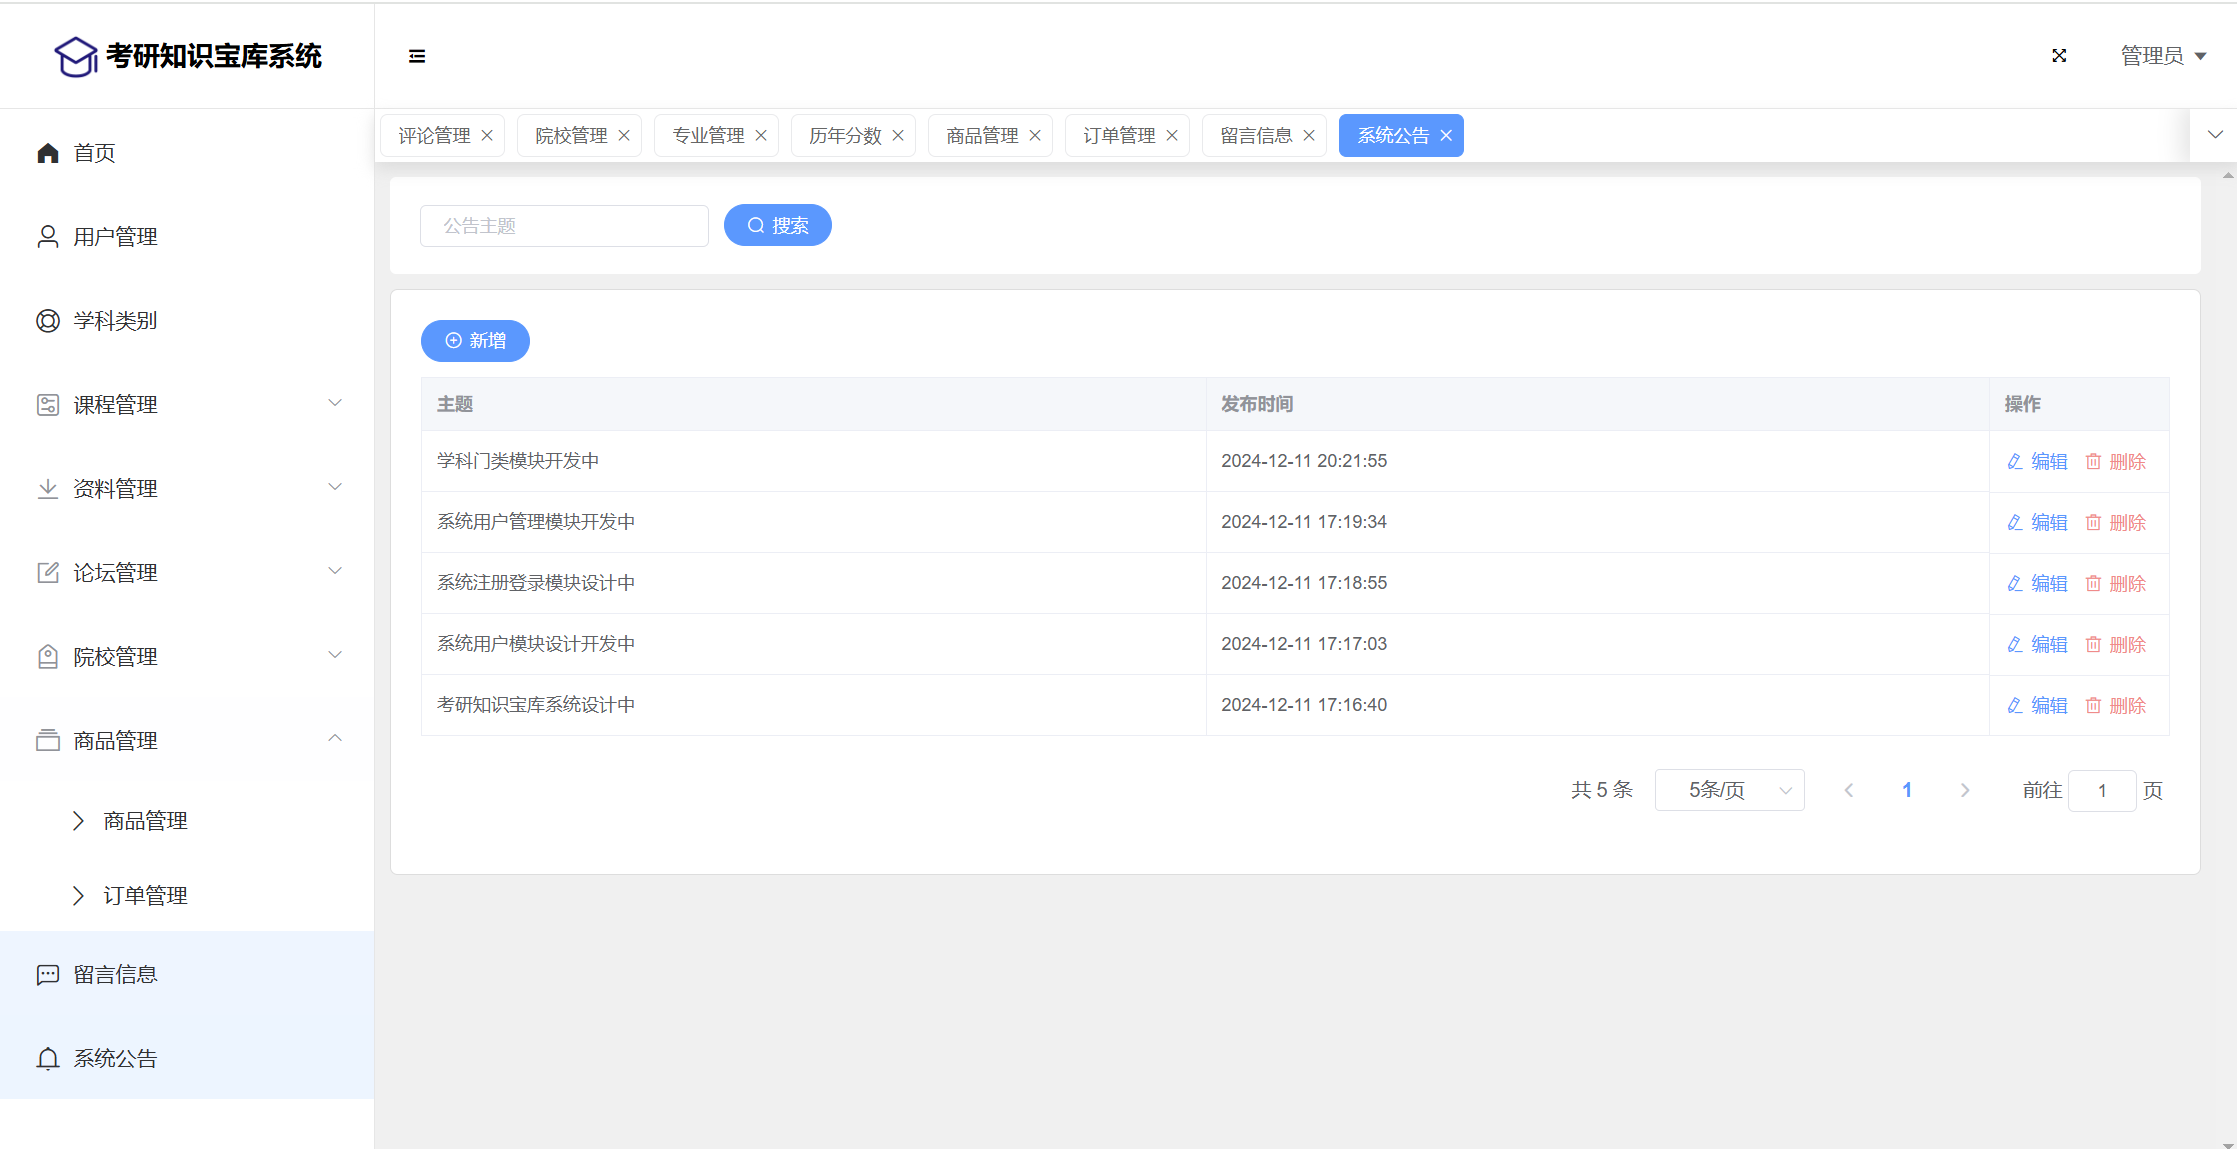 考研知识宝库系统
管理员
首页
用户管理
学科类别
课程管理
资料管理
论坛管理
院校管理
商品管理
商品管理
订单管理
留言信息
系统公告
评论管理 院校管理 专业管理 历年分数 商品管理 订单管理 留言信息 系统公告
公告主题 搜索
新增
主题 发布时间 操作
学科门类模块开发中 2024-12-11 20:21:55 编辑 删除
系统用户管理模块开发中 2024-12-11 17:19:34 编辑 删除
系统注册登录模块设计中 2024-12-11 17:18:55 编辑 删除
系统用户模块设计开发中 2024-12-11 17:17:03 编辑 删除
考研知识宝库系统设计中 2024-12-11 17:16:40 编辑 删除
共 5 条 5条/页 1 前往 1 页